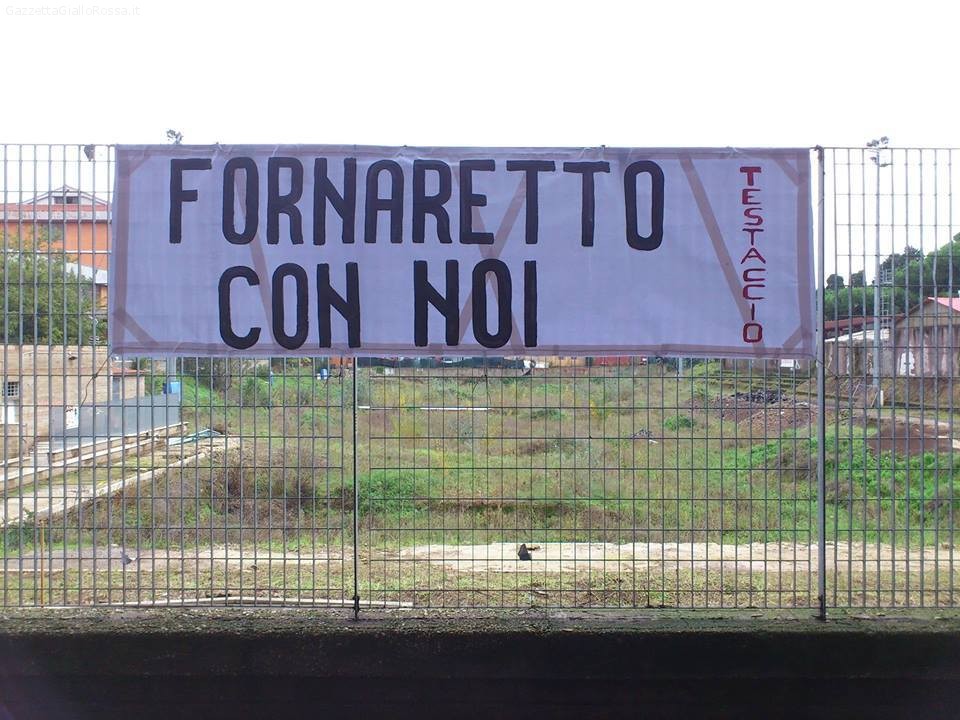 GazzettaGialloRossa.it
FORNARETTO
CON NOI
TESTACCIO